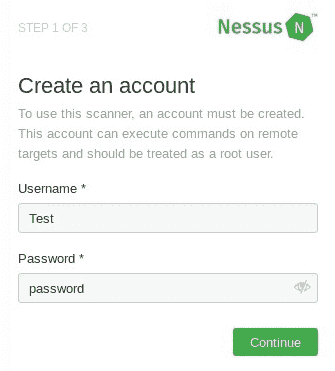 STEP 1 OF 3
Nessus N™
Create an account
To use this scanner, an account must be created.
This account can execute commands on remote
targets and should be treated as a root user.
Username *
Test
Password *
password
Continue